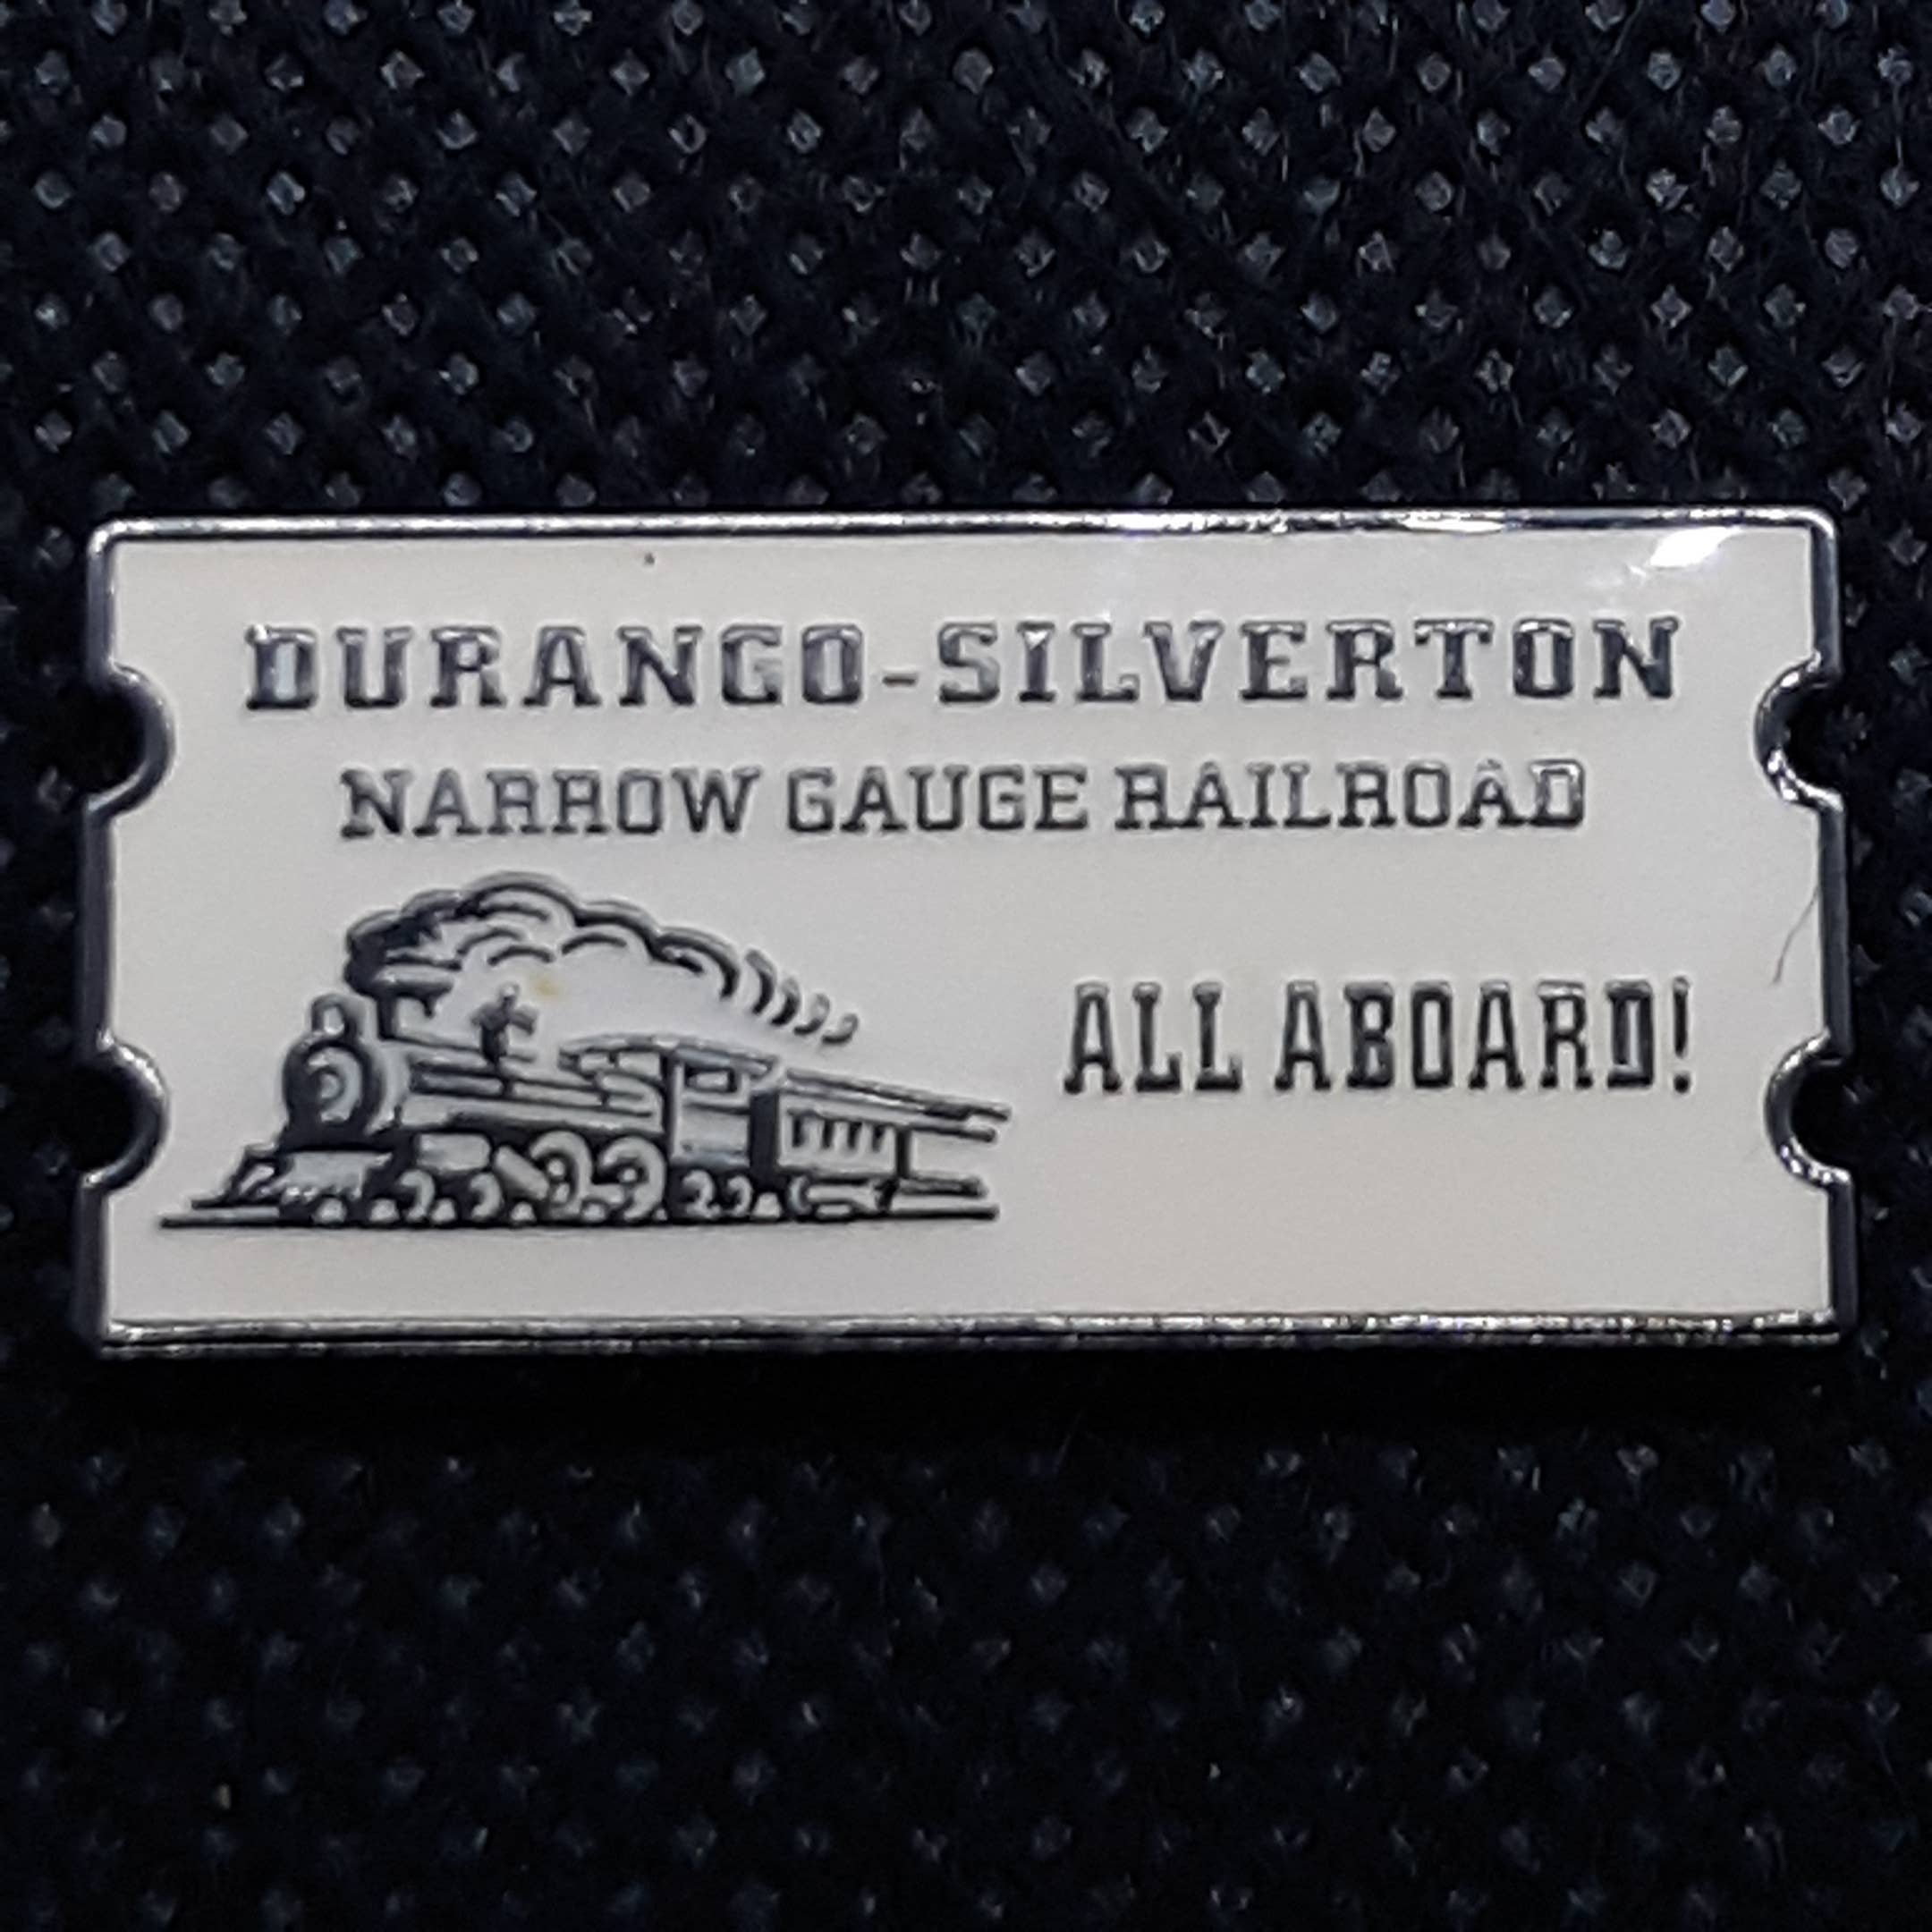 DURANGO-SILVERTON
NARROW GAUGE RAILROAD
ALL ABOARD!